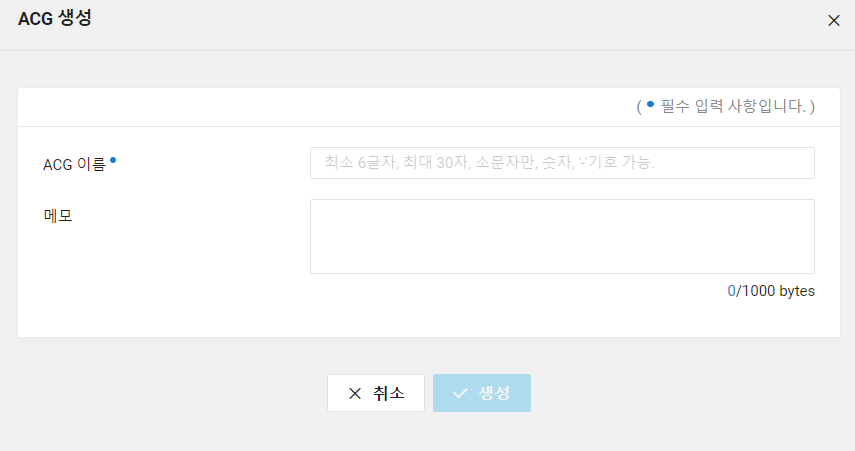 ACG 생성
( • 필수 입력 사항입니다. )
ACG 이름 •
최소 6글자, 최대 30자, 소문자만, 숫자, '-'기호 가능.
메모
0/1000 bytes
취소
생성